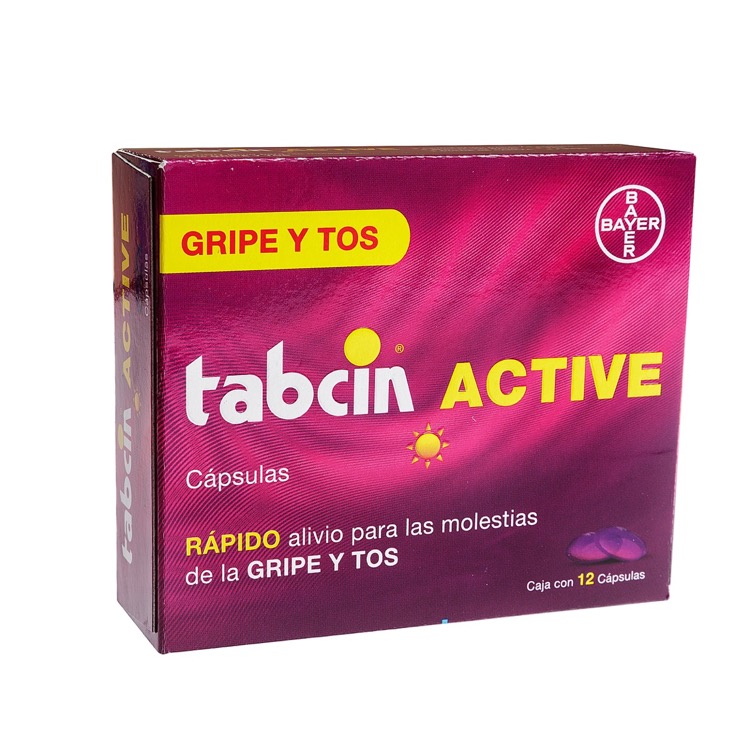 GRIPE Y TOS
BAYER
BAYER
tabcin® ACTIVE
Cápsulas
RÁPIDO alivio para las molestias
de la GRIPE Y TOS
Caja con 12 Cápsulas
tabcin ACTIVE
Cápsulas